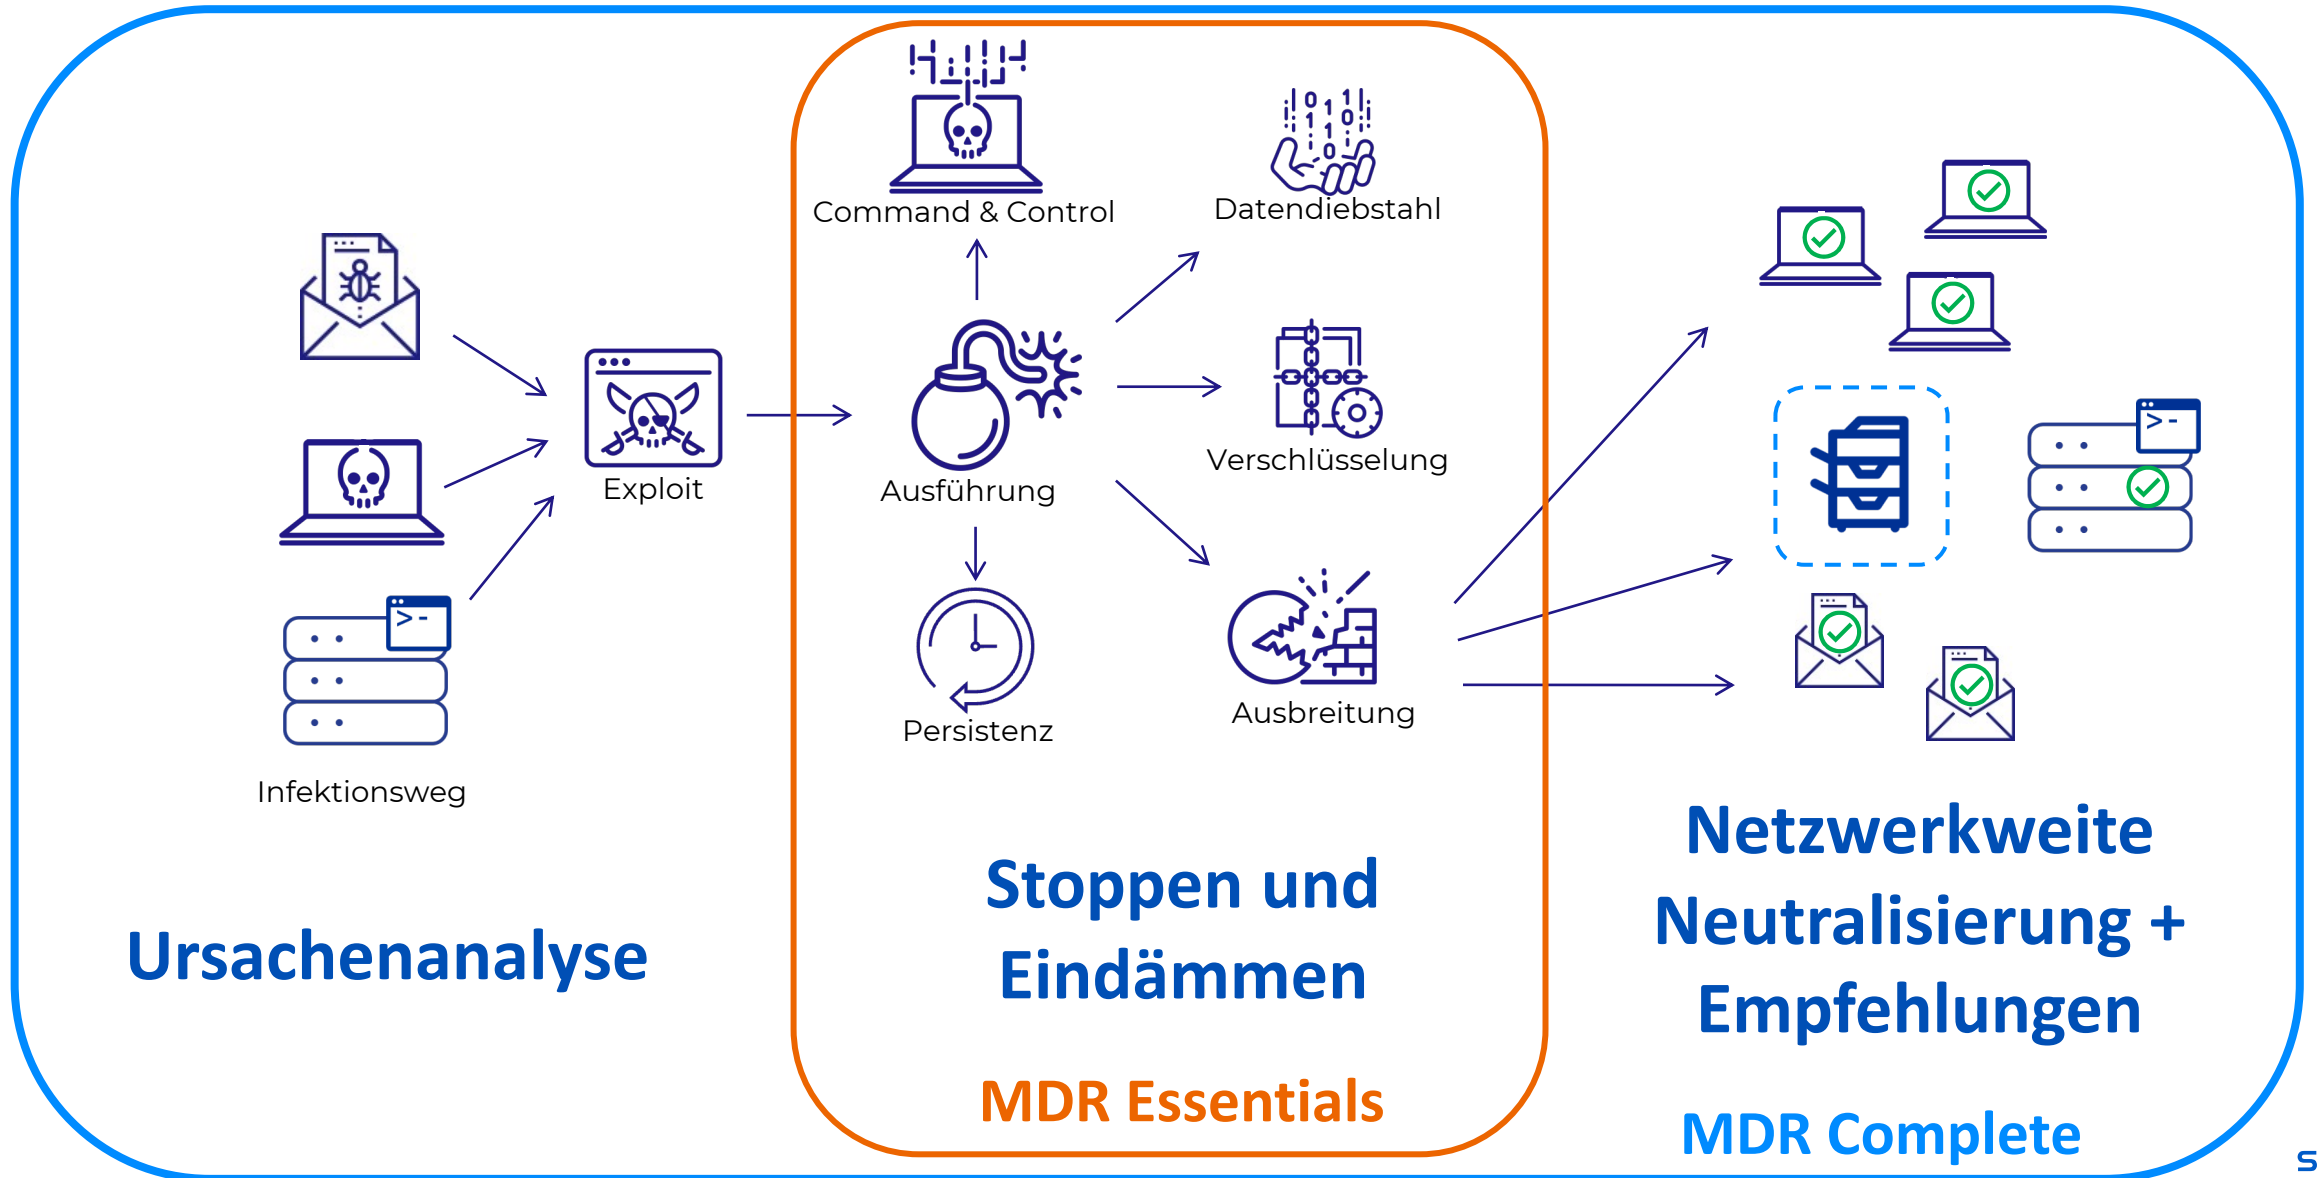 Infektionsweg
Exploit
Command & Control
Datendiebstahl
Ausführung
Verschlüsselung
Persistenz
Ausbreitung
Ursachenanalyse
Stoppen und
Eindämmen
MDR Essentials
Netzwerkweite
Neutralisierung +
Empfehlungen
MDR Complete
s